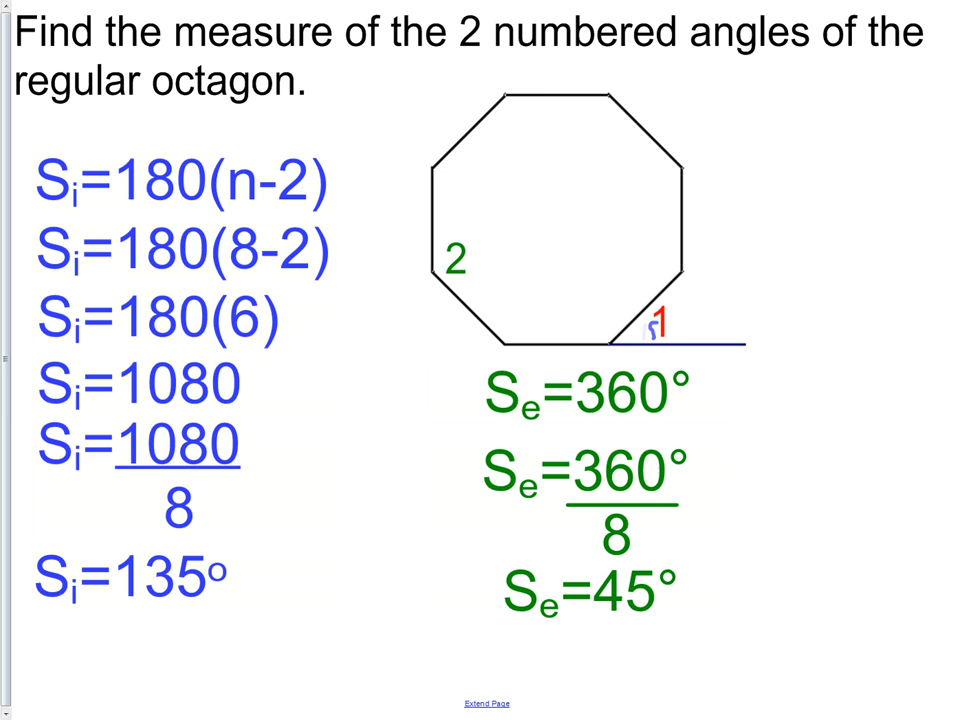 Find the measure of the 2 numbered angles of the
regular octagon.
Sᵢ=180(n-2)
Sᵢ=180(8-2)
Sᵢ=180(6)
Sᵢ=1080
Sᵢ=1080
8
Sᵢ=135º
2
1
Sₑ=360°
Sₑ=360°
8
Sₑ=45°
Extend Page